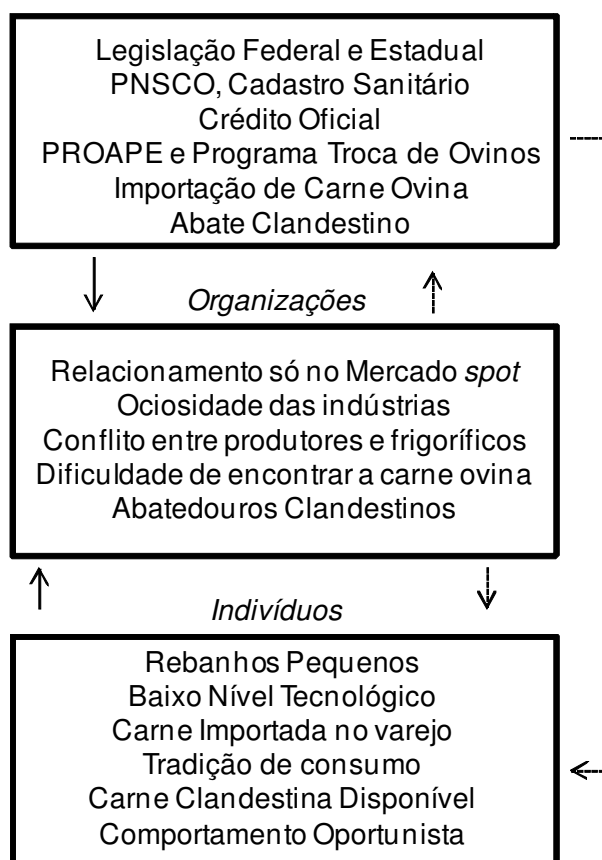 Legislação Federal e Estadual
PNSCO, Cadastro Sanitário
Crédito Oficial
PROAPE e Programa Troca de Ovinos
Importação de Carne Ovina
Abate Clandestino
Organizações
Relacionamento só no Mercado spot
Ociosidade das indústrias
Conflito entre produtores e frigoríficos
Dificuldade de encontrar a carne ovina
Abatedouros Clandestinos
Indivíduos
Rebanhos Pequenos
Baixo Nível Tecnológico
Carne Importada no varejo
Tradição de consumo
Carne Clandestina Disponível
Comportamento Oportunista